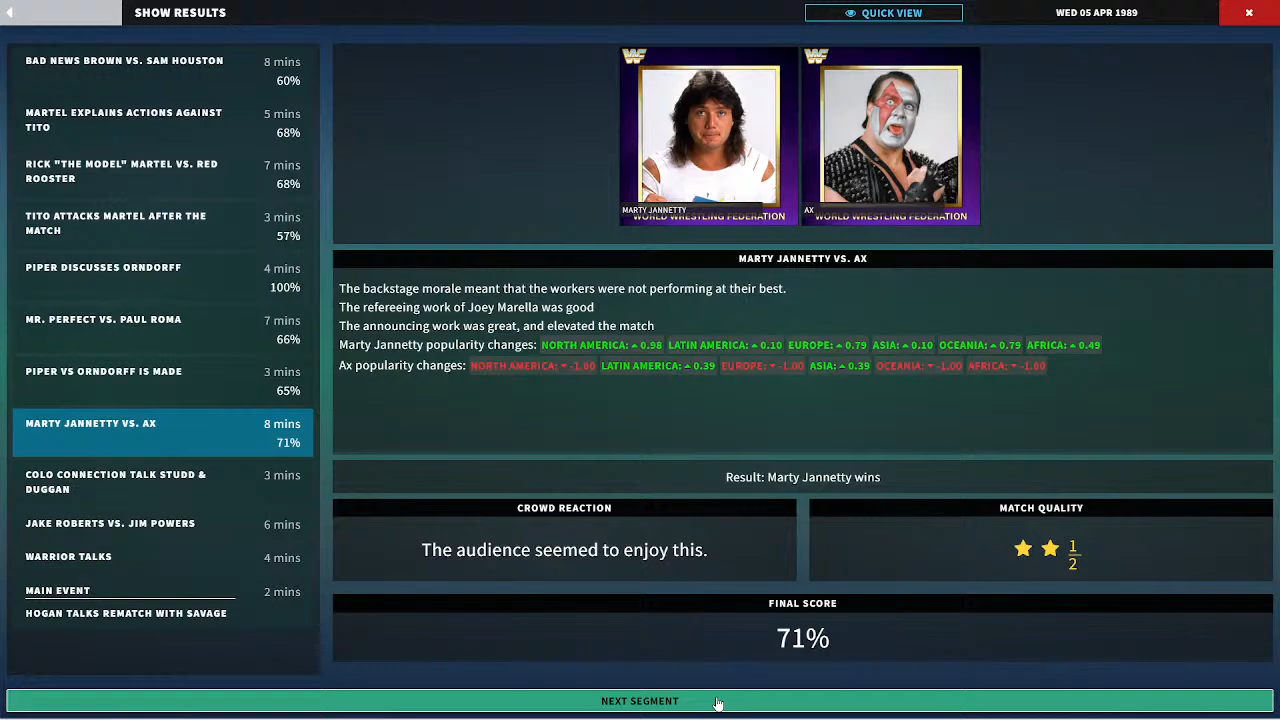 SHOW RESULTS
QUICK VIEW
WED 05 APR 1989
BAD NEWS BROWN VS. SAM HOUSTON
8 mins
60%
MARTEL EXPLAINS ACTIONS AGAINST
TITO
5 mins
68%
RICK "THE MODEL" MARTEL VS. RED
ROOSTER
7 mins
68%
TITO ATTACKS MARTEL AFTER THE
MATCH
3 mins
57%
PIPER DISCUSSES ORNDORFF
4 mins
100%
MR. PERFECT VS. PAUL ROMA
7 mins
66%
PIPER VS ORNDORFF IS MADE
3 mins
65%
MARTY JANNETTY VS. AX
8 mins
71%
COLO CONNECTION TALK STUDD &
DUGGAN
3 mins
JAKE ROBERTS VS. JIM POWERS
6 mins
WARRIOR TALKS
4 mins
MAIN EVENT
2 mins
HOGAN TALKS REMATCH WITH SAVAGE
MARTY JANNETTY
WORLD WRESTLING FEDERATION
AX
WORLD WRESTLING FEDERATION
MARTY JANNETTY VS. AX
The backstage morale meant that the workers were not performing at their best.
The refereeing work of Joey Marella was good
The announcing work was great, and elevated the match
Marty Jannetty popularity changes: NORTH AMERICA: 0.98 LATIN AMERICA: 0.10 EUROPE: 0.79 ASIA: 0.10 OCEANIA: 0.79 AFRICA: 0.49
Ax popularity changes: NORTH AMERICA: -1.00 LATIN AMERICA: 0.39 EUROPE: -1.00 ASIA: 0.39 OCEANIA: -1.00 AFRICA: -1.00
Result: Marty Jannetty wins
CROWD REACTION
The audience seemed to enjoy this.
MATCH QUALITY
1
2
FINAL SCORE
71%
NEXT SEGMENT